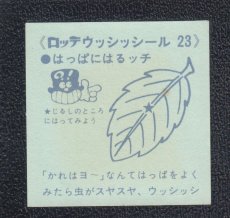 《ロッテウッシッシール 23》
●はっぱにはるッチ
?!
★じるしのところ
にはってみよう
「かれはヨ〜」なんてはっぱをよく
みたら虫がスヤスヤ、ウッシッシ